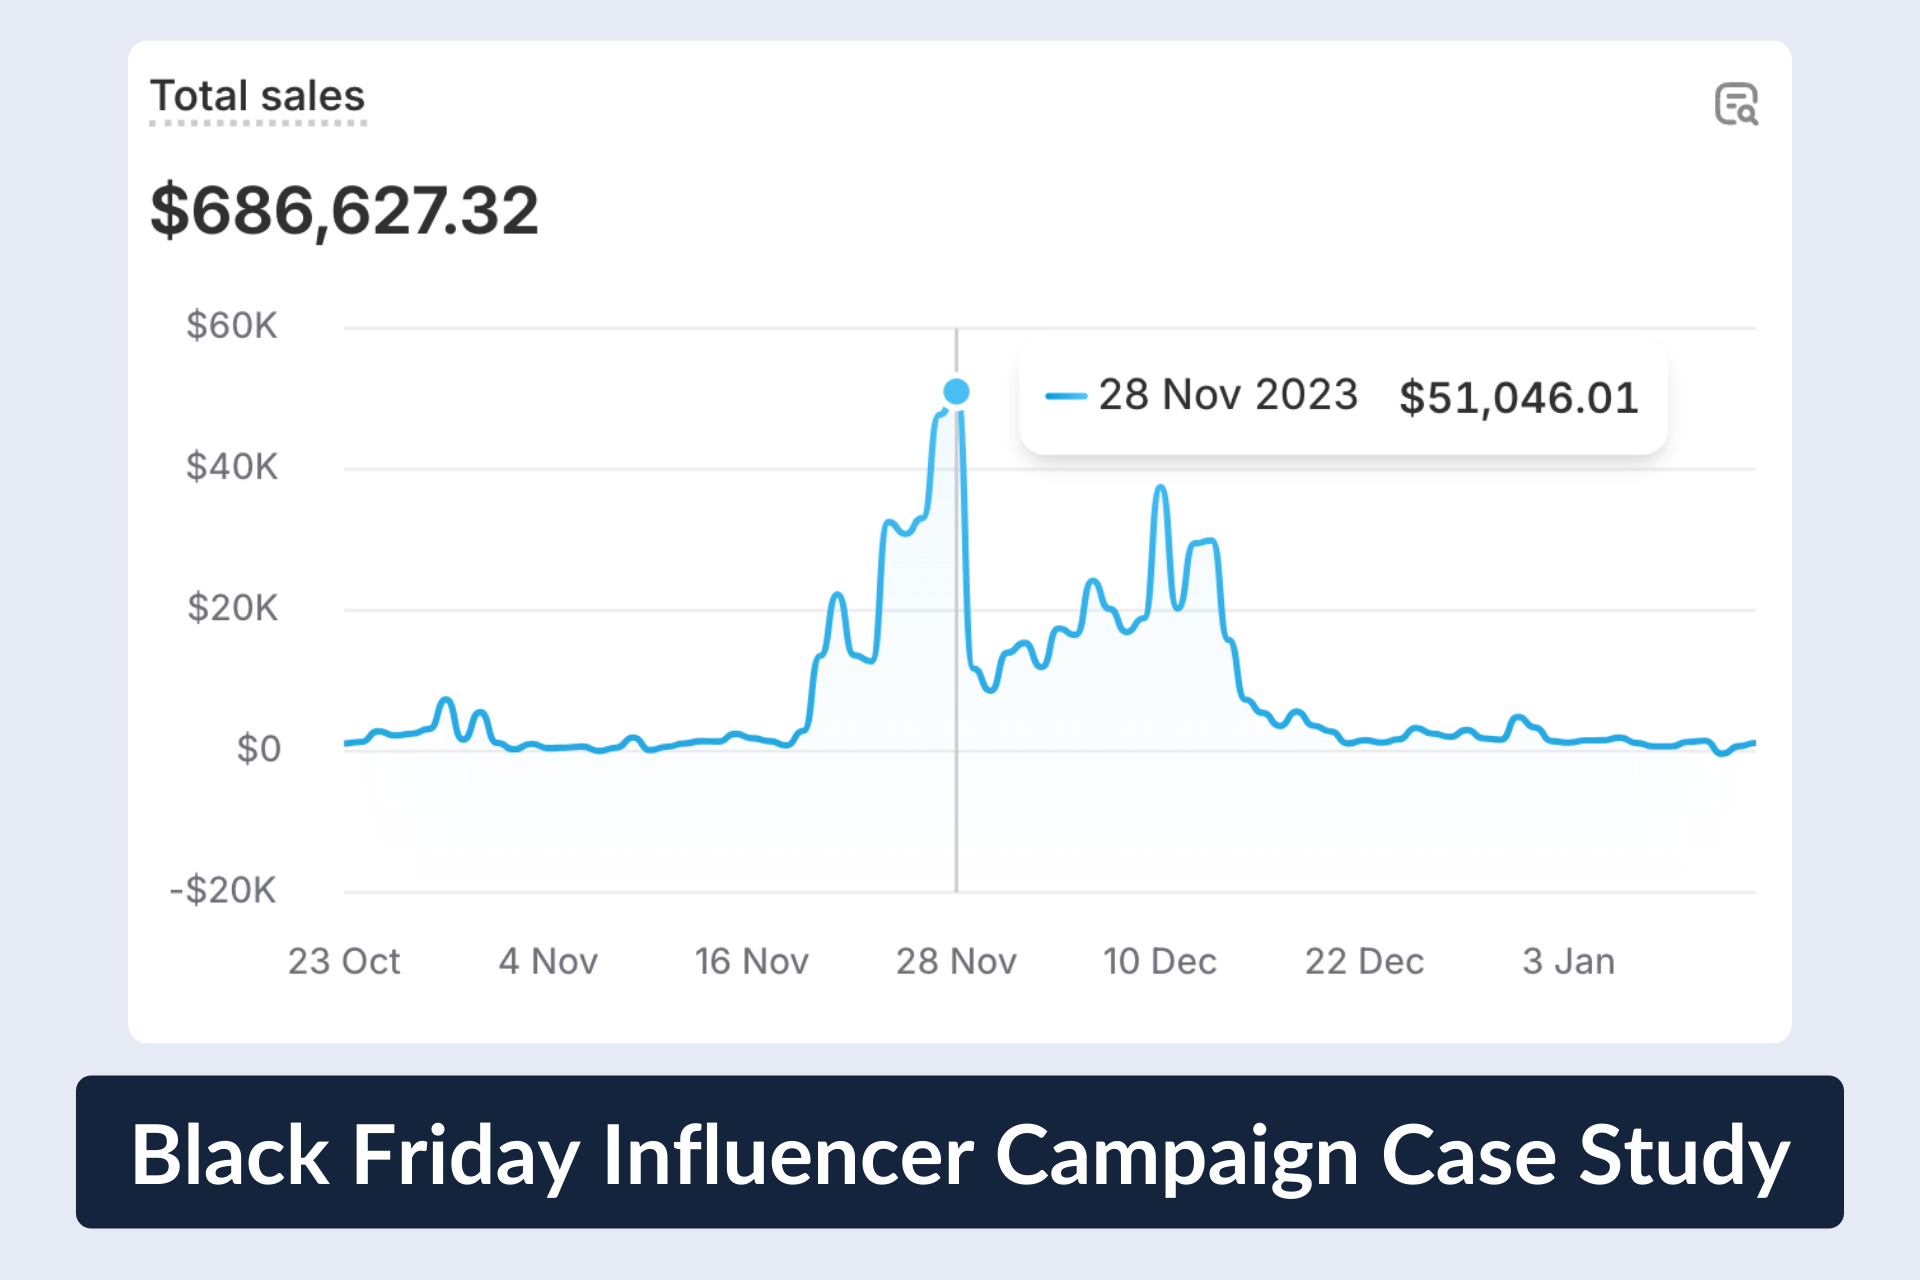 Total sales
$686,627.32
$60K
28 Nov 2023 $51,046.01
$40K
$20K
$0
-$20K
23 Oct 4 Nov 16 Nov 28 Nov 10 Dec 22 Dec 3 Jan
Black Friday Influencer Campaign Case Study